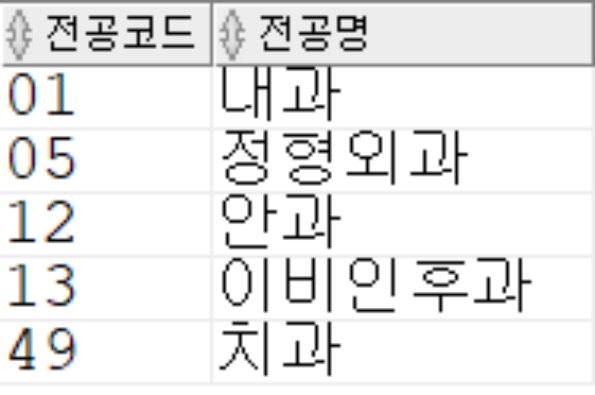 전공코드 전공명
01 내과
05 정형외과
12 안과
13 이비인후과
49 치과